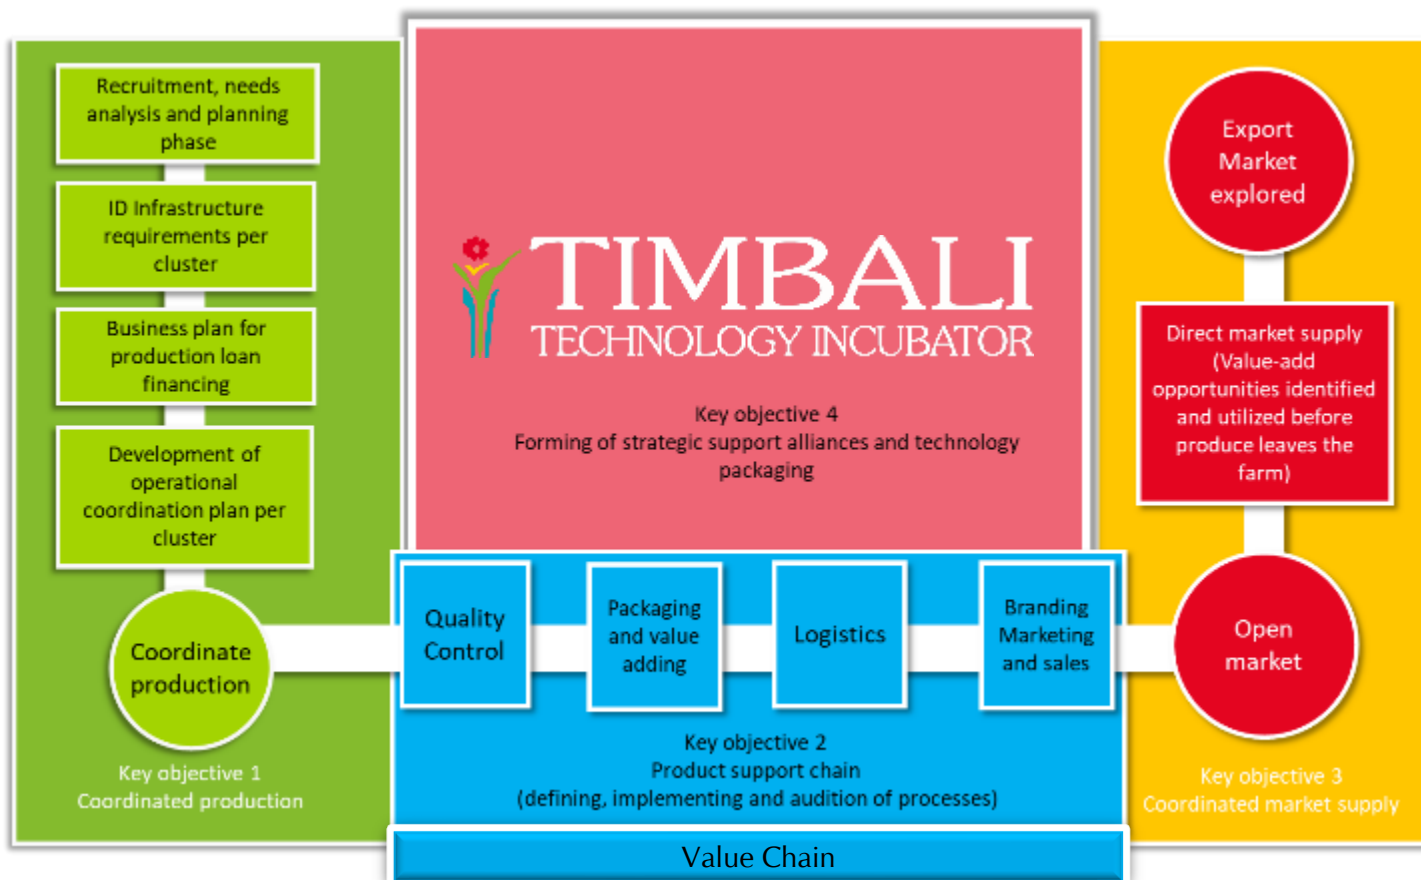 Recruitment, needs
analysis and planning
phase
ID Infrastructure
requirements per
cluster
Business plan for
production loan
financing
Development of
operational
coordination plan per
cluster
Coordinate
production
Key objective 1
Coordinated production
TIMBALI
TECHNOLOGY INCUBATOR
Key objective 4
Forming of strategic support alliances and technology
packaging
Quality
Control
Packaging
and value
adding
Logistics
Branding
Marketing
and sales
Key objective 2
Product support chain
(defining, implementing and audition of processes)
Value Chain
Export
Market
explored
Direct market supply
(Value-add
opportunities identified
and utilized before
produce leaves the
farm)
Open
market
Key objective 3
Coordinated market supply